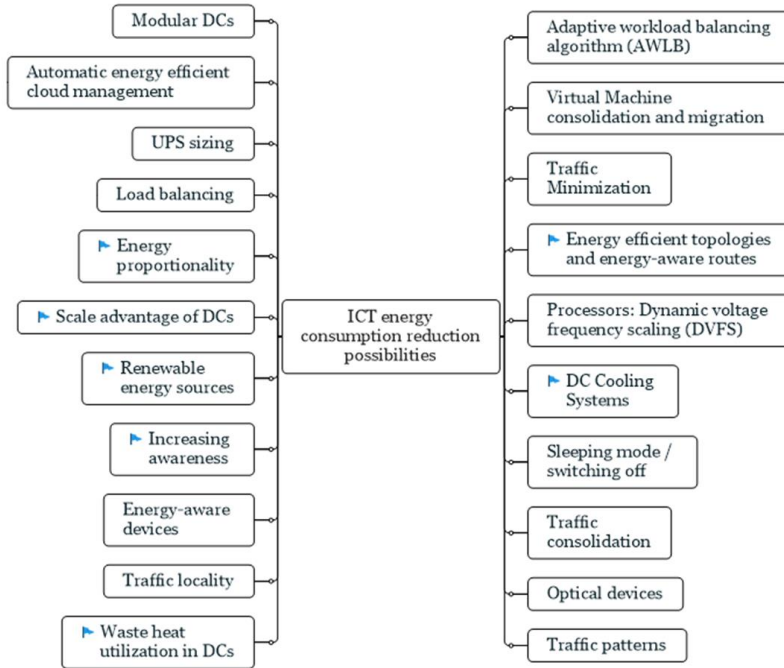 Modular DCs
Automatic energy efficient
cloud management
UPS sizing
Load balancing
Energy
proportionality
Scale advantage of DCs
Renewable
energy sources
Increasing
awareness
Energy-aware
devices
Traffic locality
Waste heat
utilization in DCs
ICT energy
consumption reduction
possibilities
Adaptive workload balancing
algorithm (AWLB)
Virtual Machine
consolidation and migration
Traffic
Minimization
Energy efficient topologies
and energy-aware routes
Processors: Dynamic voltage
frequency scaling (DVFS)
DC Cooling
Systems
Sleeping mode /
switching off
Traffic
consolidation
Optical devices
Traffic patterns